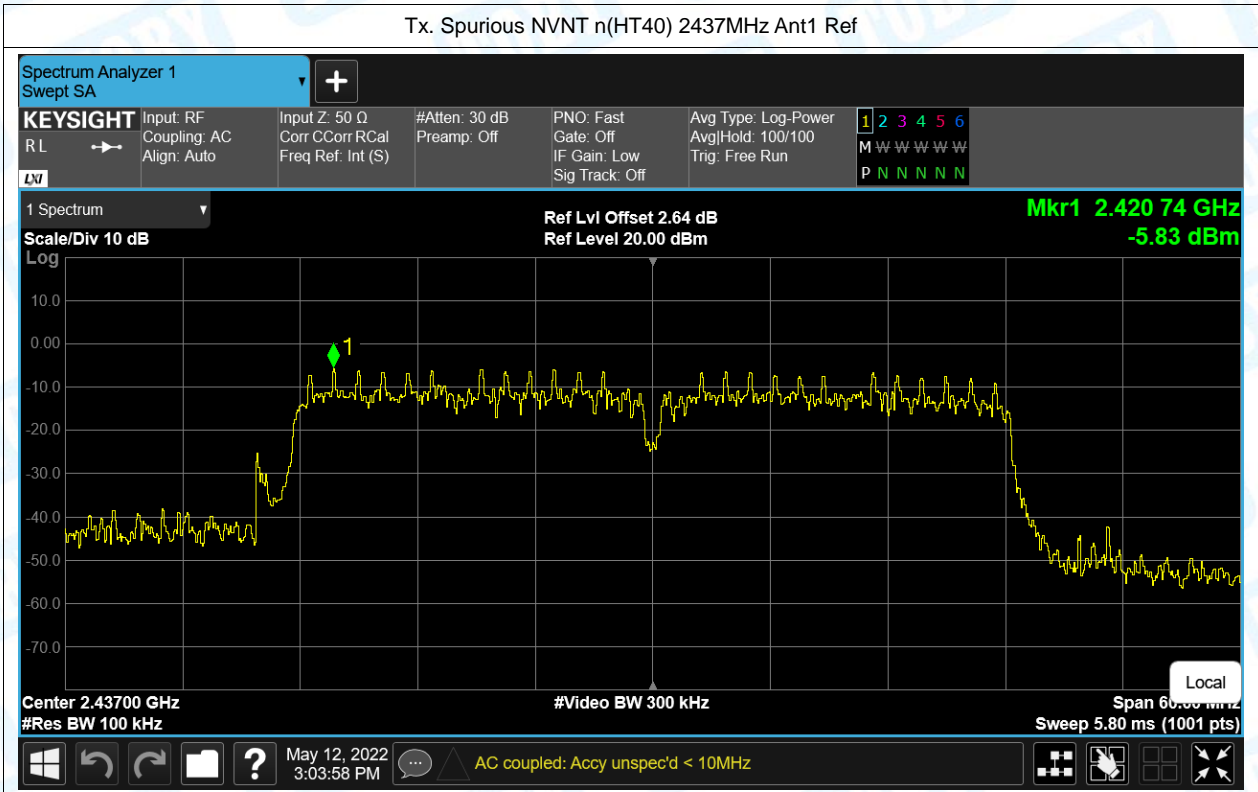 Tx. Spurious NVNT n(HT40) 2437MHz Ant1 Ref
Spectrum Analyzer 1
Swept SA
KEYSIGHT
RL
LXI
Input: RF
Coupling: AC
Align: Auto
Input Z: 50 Ω
Corr CCorr RCal
Freq Ref: Int (S)
#Atten: 30 dB
Preamp: Off
PNO: Fast
Gate: Off
IF Gain: Low
Sig Track: Off
Avg Type: Log-Power
Avg|Hold: 100/100
Trig: Free Run
1 2 3 4 5 6
M W W W W W
P N N N N N
1 Spectrum
Scale/Div 10 dB
Log
Ref Lvl Offset 2.64 dB
Ref Level 20.00 dBm
Mkr1 2.420 74 GHz
-5.83 dBm
10.0
0.00
-10.0
-20.0
-30.0
-40.0
-50.0
-60.0
-70.0
1
Local
Center 2.43700 GHz
#Video BW 300 kHz
Span 60.00 MHz
#Res BW 100 kHz
Sweep 5.80 ms (1001 pts)
?
May 12, 2022
3:03:58 PM
AC coupled: Accy unspec'd < 10MHz